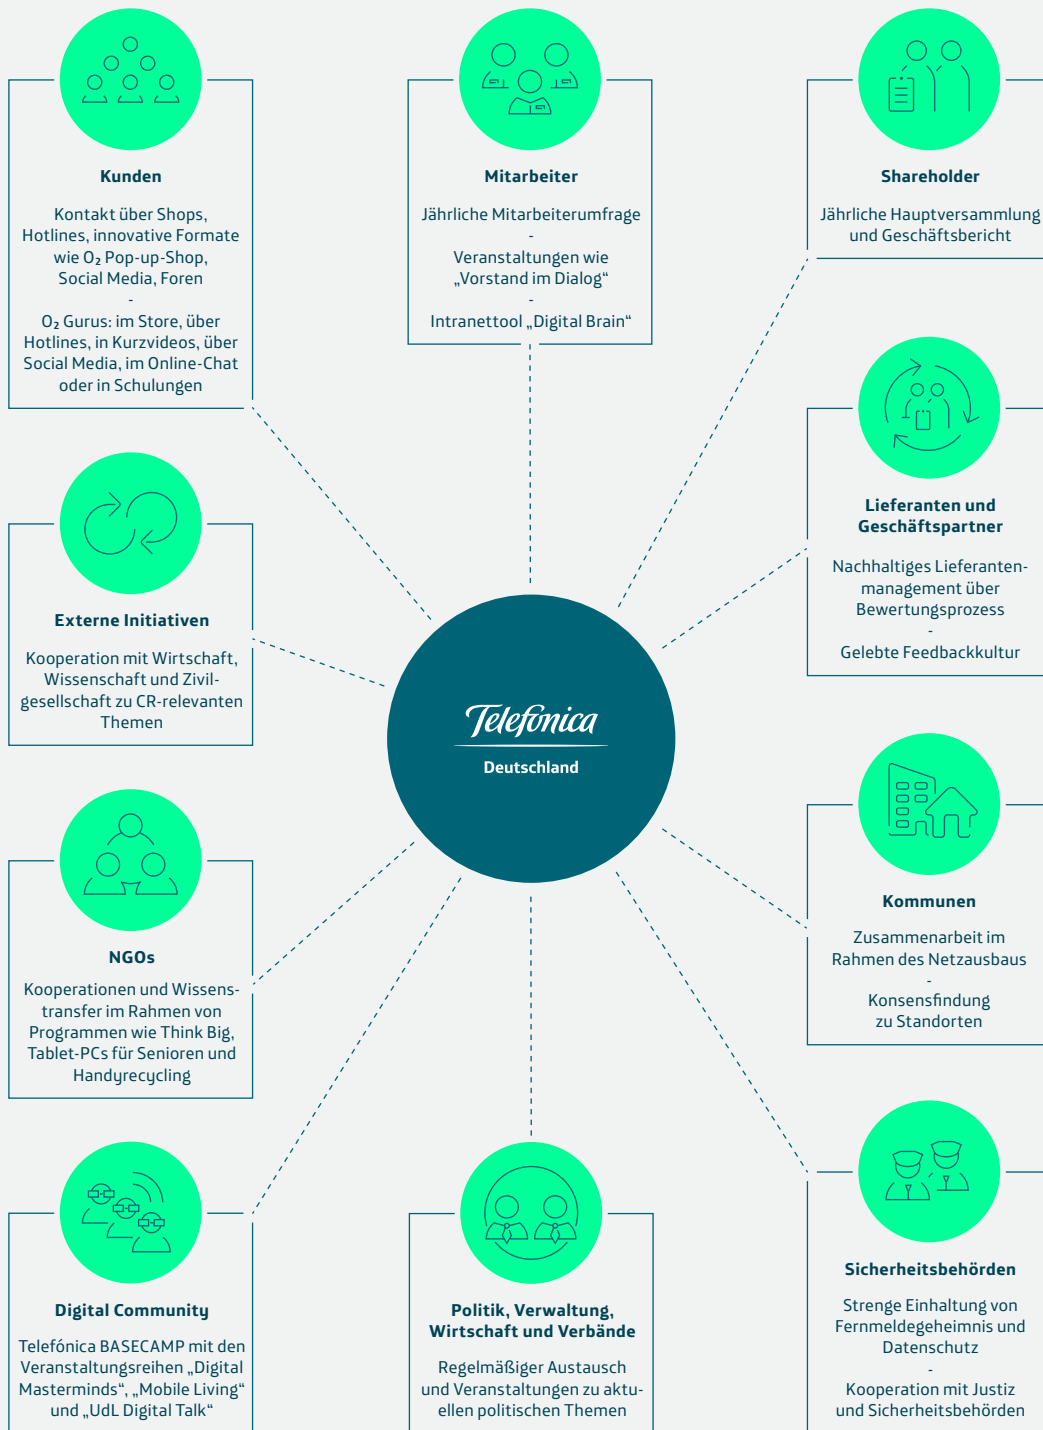 Kunden
Kontakt über Shops,
Hotlines, innovative Formate
wie O₂ Pop-up-Shop,
Social Media, Foren
-
O₂ Gurus: im Store, über
Hotlines, in Kurzvideos, über
Social Media, im Online-Chat
oder in Schulungen
Mitarbeiter
Jährliche Mitarbeiterumfrage
-
Veranstaltungen wie
„Vorstand im Dialog“
-
Intranettool „Digital Brain“
Shareholder
Jährliche Hauptversammlung
und Geschäftsbericht
Lieferanten und
Geschäftspartner
Nachhaltiges Lieferanten-
management über
Bewertungsprozess
-
Gelebte Feedbackkultur
Externe Initiativen
Kooperation mit Wirtschaft,
Wissenschaft und Zivil-
gesellschaft zu CR-relevanten
Themen
Telefónica
Deutschland
Kommunen
Zusammenarbeit im
Rahmen des Netzausbaus
-
Konsensfindung
zu Standorten
NGOs
Kooperationen und Wissens-
transfer im Rahmen von
Programmen wie Think Big,
Tablet-PCs für Senioren und
Handyrecycling
Digital Community
Telefónica BASECAMP mit den
Veranstaltungsreihen „Digital
Masterminds“, „Mobile Living“
und „UdL Digital Talk“
Politik, Verwaltung,
Wirtschaft und Verbände
Regelmäßiger Austausch
und Veranstaltungen zu aktu-
ellen politischen Themen
Sicherheitsbehörden
Strenge Einhaltung von
Fernmeldegeheimnis und
Datenschutz
-
Kooperation mit Justiz
und Sicherheitsbehörden